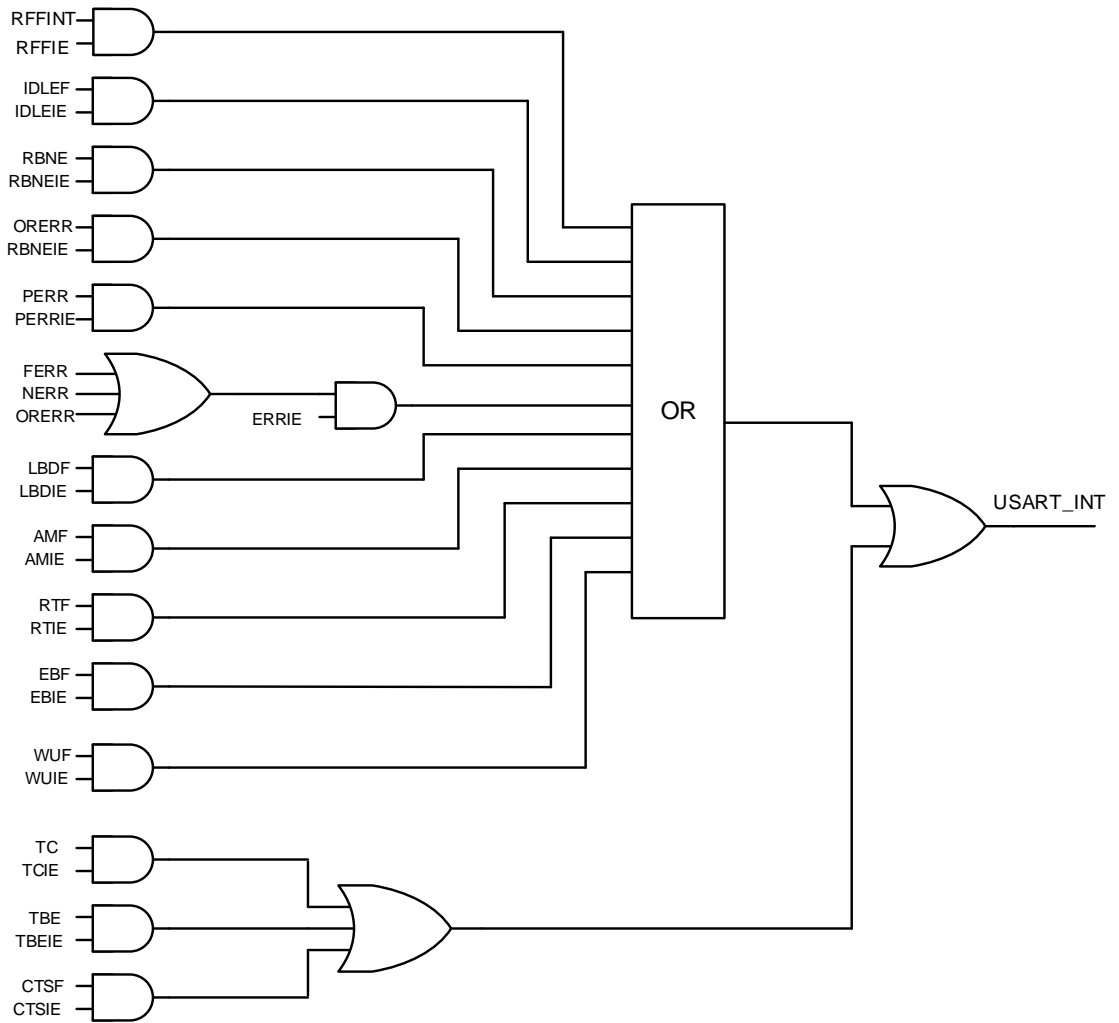 RFFINT
RFFIE
IDLEF
IDLEIE
RBNE
RBNEIE
ORERR
RBNEIE
PERR
PERRIE
FERR
NERR
ORERR
ERRIE
LBDF
LBDIE
AMF
AMIE
RTF
RTIE
EBF
EBIE
WUF
WUIE
OR
USART_INT
TC
TCIE
TBE
TBEIE
CTSF
CTSIE